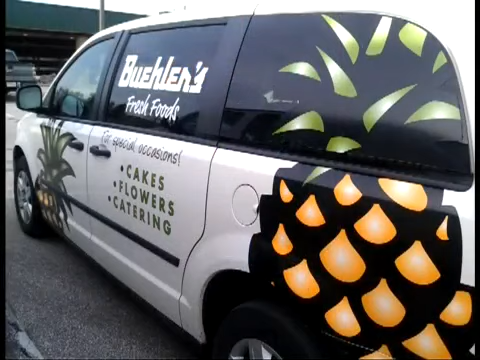 Buehler's
Fresh Foods
For special occasions!
• CAKES
• FLOWERS
• CATERING